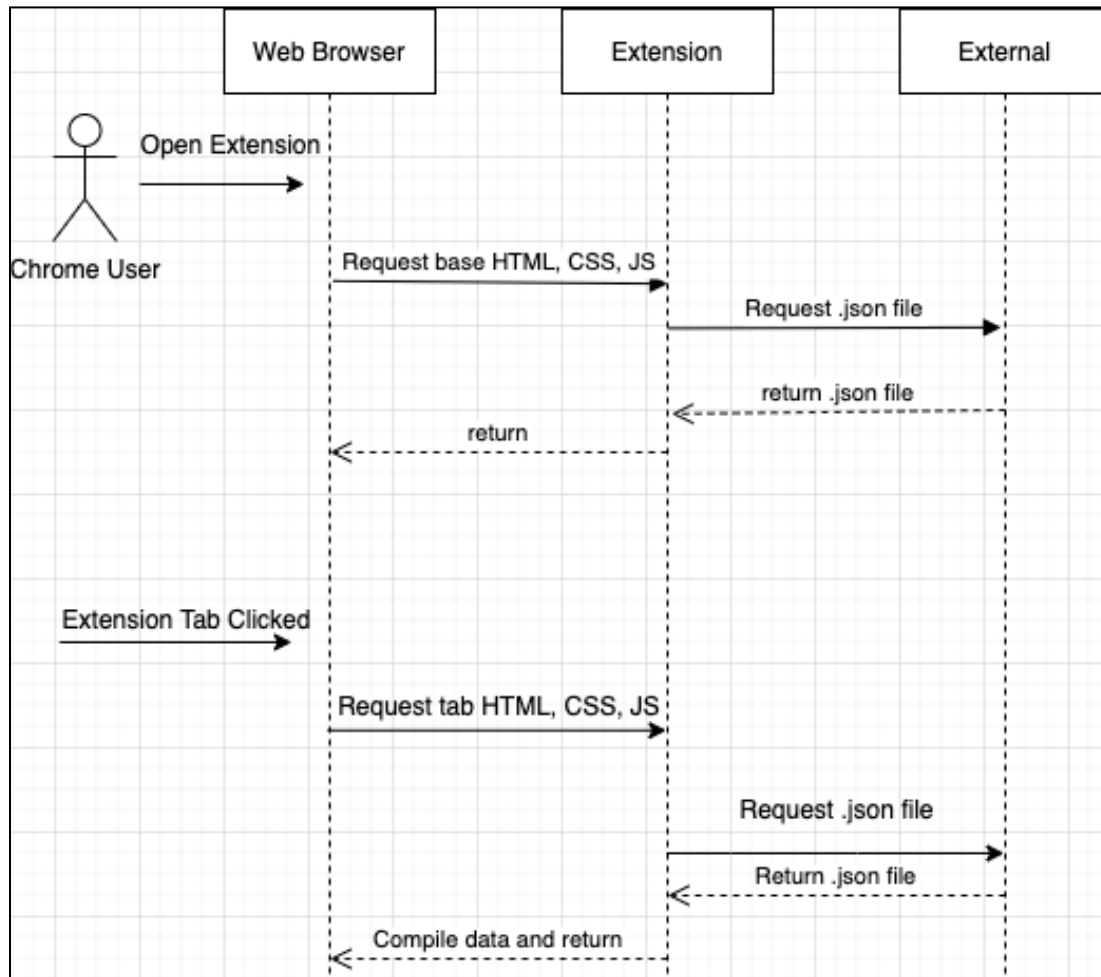 Web Browser
Extension
External
Open Extension
Chrome User
Request base HTML, CSS, JS
Request .json file
return .json file
return
Extension Tab Clicked
Request tab HTML, CSS, JS
Request .json file
Return .json file
Compile data and return